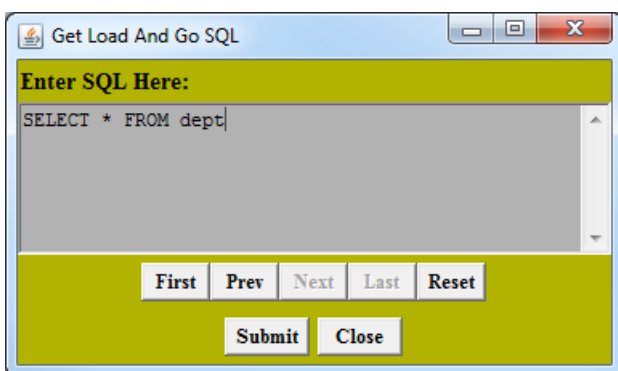 Get Load And Go SQL
Enter SQL Here:
SELECT * FROM dept
First Prev Next Last Reset
Submit Close